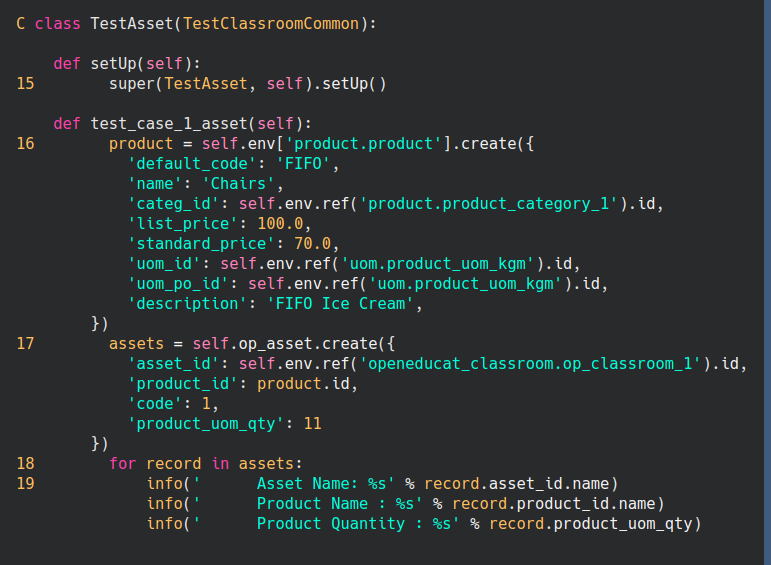 C class TestAsset(TestClassroomCommon):
def setUp(self):
15 super(TestAsset, self).setUp()
def test_case_1_asset(self):
16 product = self.env['product.product'].create({
'default_code': 'FIFO',
'name': 'Chairs',
'categ_id': self.env.ref('product.product_category_1').id,
'list_price': 100.0,
'standard_price': 70.0,
'uom_id': self.env.ref('uom.product_uom_kgm').id,
'uom_po_id': self.env.ref('uom.product_uom_kgm').id,
'description': 'FIFO Ice Cream',
})
17 assets = self.op_asset.create({
'asset_id': self.env.ref('openeducat_classroom.op_classroom_1').id,
'product_id': product.id,
'code': 1,
'product_uom_qty': 11
})
18 for record in assets:
19 info('      Asset Name: %s' % record.asset_id.name)
info('      Product Name : %s' % record.product_id.name)
info('      Product Quantity : %s' % record.product_uom_qty)